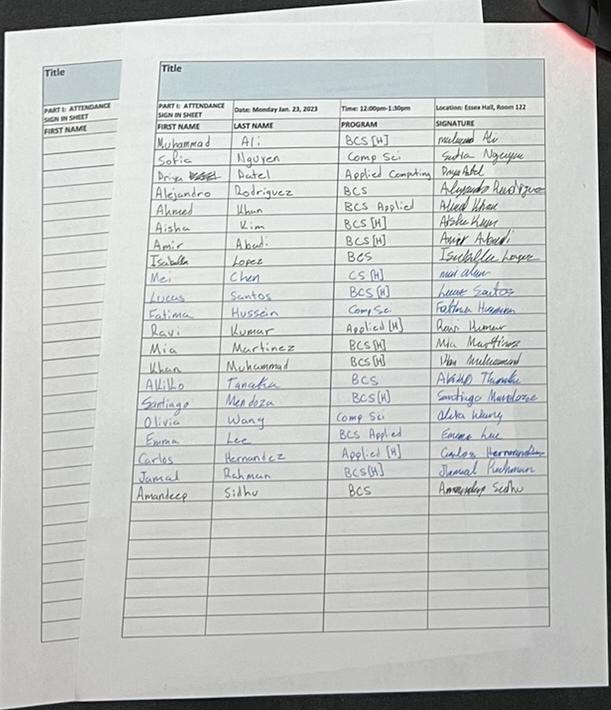 Title
PART I: ATTENDANCE
SIGN IN SHEET
FIRST NAME
Title
PART I: ATTENDANCE SIGN IN SHEET Date: Monday Jan. 23, 2023 Time: 12:00pm-1:30pm Location: Essex Hall, Room 122
FIRST NAME LAST NAME PROGRAM SIGNATURE
Muhammad Ali BCS [H] Ali
Sofia Nguyen Comp Sci Sofia Nguyen
Priya Patel Applied Computing Priya Patel
Alejandro Rodriguez BCS Alejandro Rodriguez
Ahmed Khan BCS Applied Ahmed Khan
Aisha Kim BCS [H] Aisha Kim
Amir Abadi BCS [H] Amir Abadi
Isabella Lopez BCS Isabella Lopez
Mei Chen CS [H] mei chen
Lucas Santos BCS [H] Lucas Santos
Fatima Hussein Comp Sci Fatima Hussein
Ravi Kumar Applied [H] Ravi Kumar
Mia Martinez BCS [H] Mia Martinez
Khan Muhammad BCS [H] Khan Muhammad
Akiko Tanaka BCS Akiko
Santiago Mendoza BCS [H] Santiago Mendoza
Olivia Wang Comp Sci Wang
Emma Lee BCS Applied Emma Lee
Carlos Hernandez Applied [H] Carlos Hernandez
Jamal Rahman BCS [H] Jamal Rahman
Amandeep Sidhu BCS Amandeep Sidhu